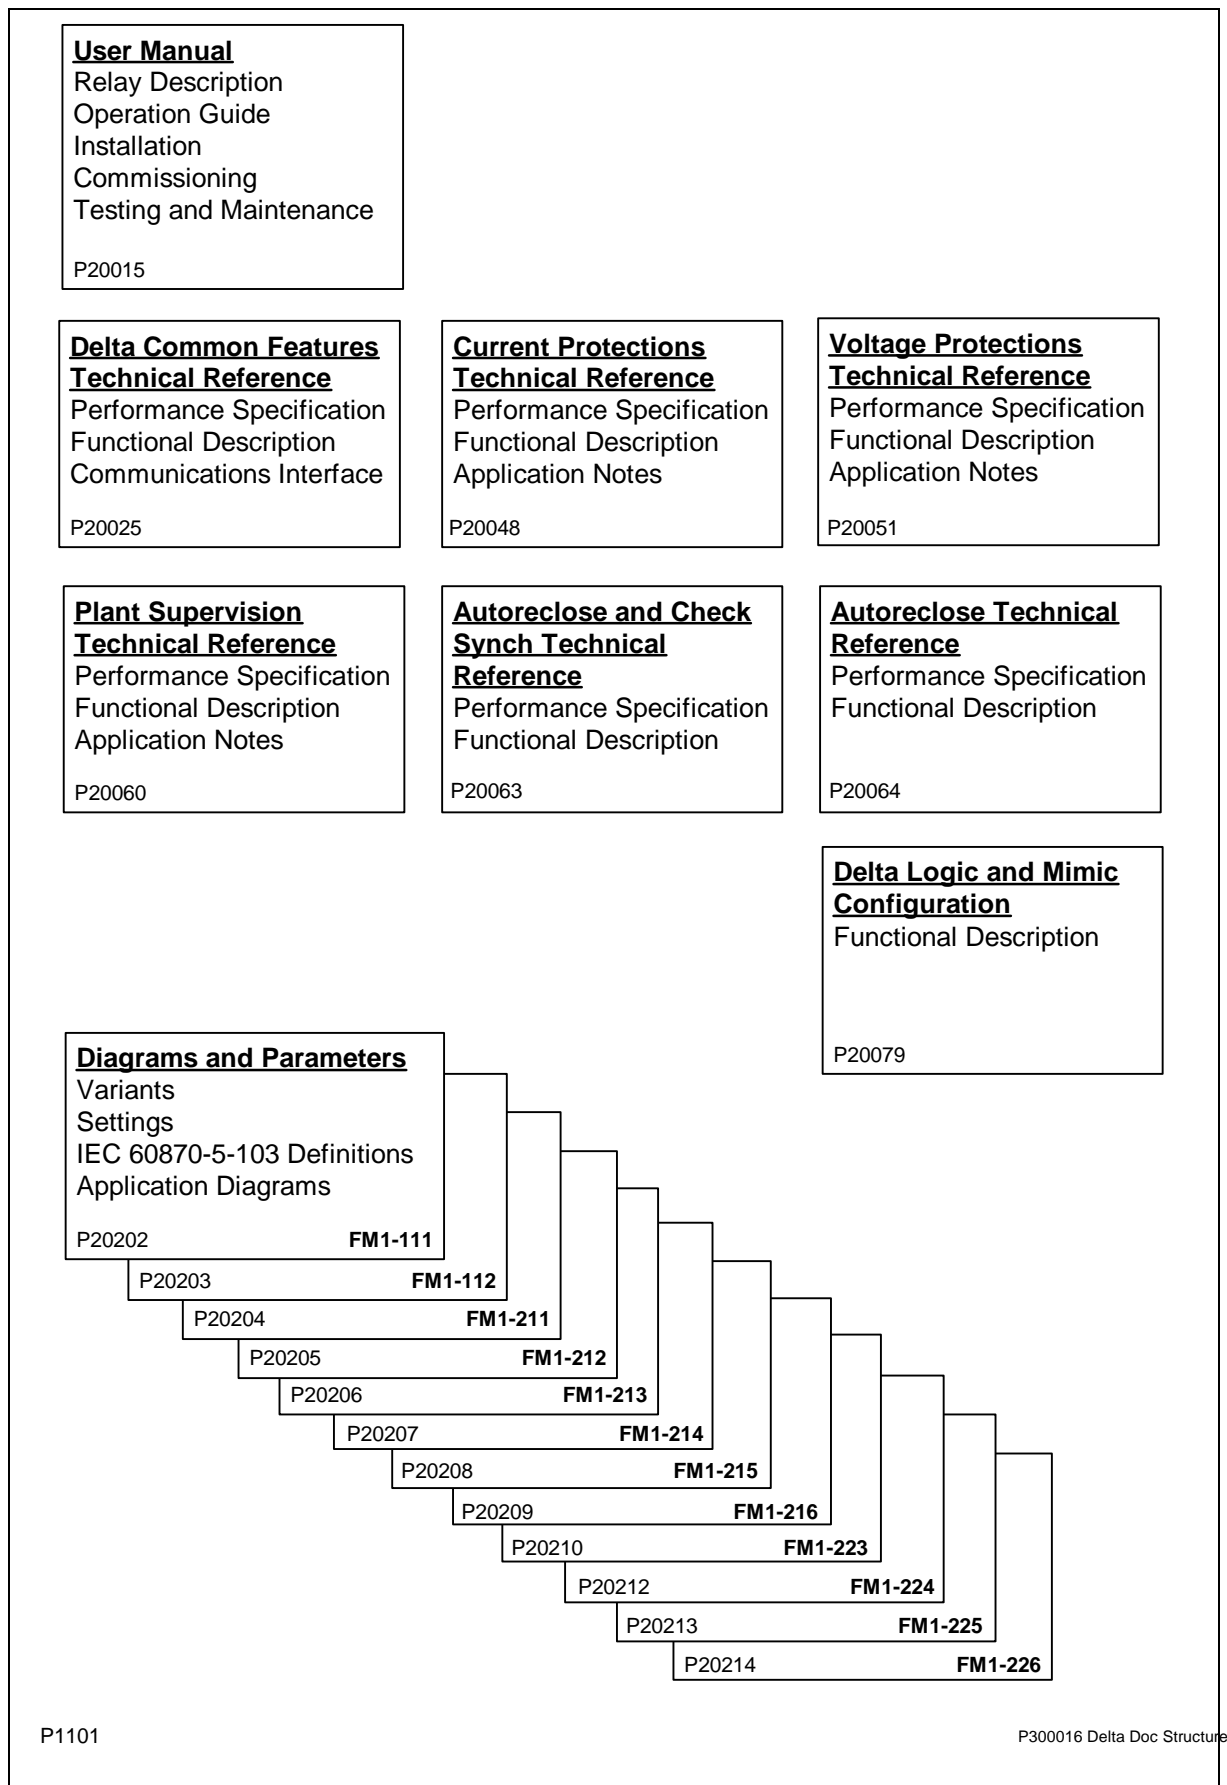 User Manual
Relay Description
Operation Guide
Installation
Commissioning
Testing and Maintenance
P20015
Delta Common Features
Technical Reference
Performance Specification
Functional Description
Communications Interface
P20025
Current Protections
Technical Reference
Performance Specification
Functional Description
Application Notes
P20048
Voltage Protections
Technical Reference
Performance Specification
Functional Description
Application Notes
P20051
Plant Supervision
Technical Reference
Performance Specification
Functional Description
Application Notes
P20060
Autoreclose and Check
Synch Technical
Reference
Performance Specification
Functional Description
P20063
Autoreclose Technical
Reference
Performance Specification
Functional Description
P20064
Delta Logic and Mimic
Configuration
Functional Description
P20079
Diagrams and Parameters
Variants
Settings
IEC 60870-5-103 Definitions
Application Diagrams
P20202 FM1-111
P20203 FM1-112
P20204 FM1-211
P20205 FM1-212
P20206 FM1-213
P20207 FM1-214
P20208 FM1-215
P20209 FM1-216
P20210 FM1-223
P20212 FM1-224
P20213 FM1-225
P20214 FM1-226
P1101
P300016 Delta Doc Structure